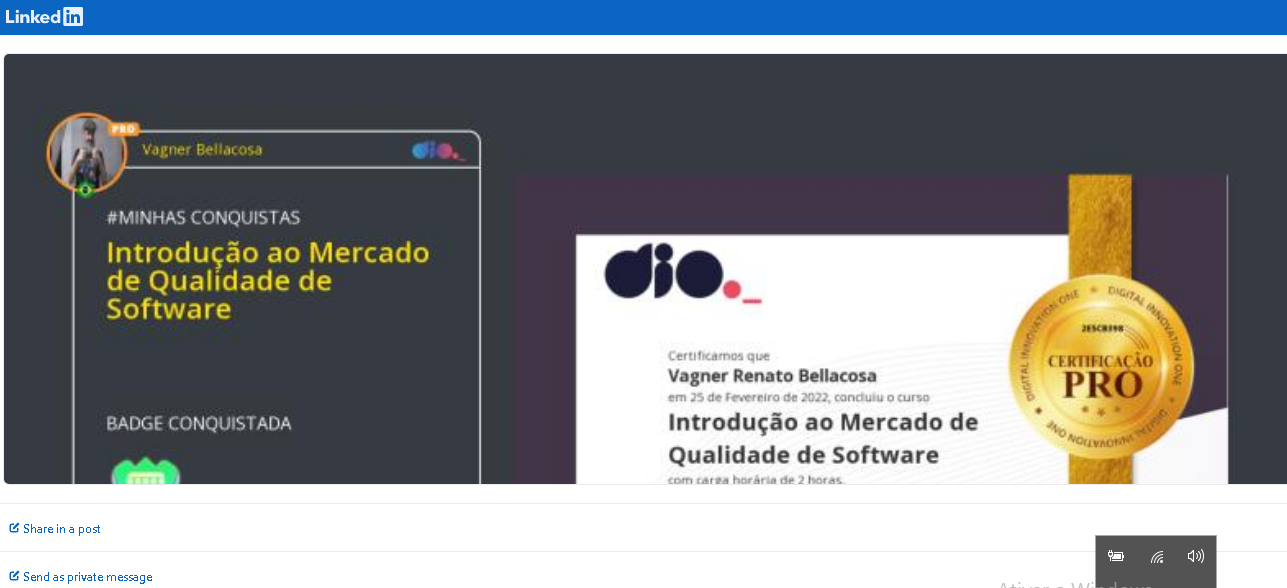 Linked in
PRO
Vagner Bellacosa
dio._
#MINHAS CONQUISTAS
Introdução ao Mercado
de Qualidade de
Software
BADGE CONQUISTADA
dio._
Certificamos que
Vagner Renato Bellacosa
em 25 de Fevereiro de 2022, concluiu o curso
Introdução ao Mercado de
Qualidade de Software
com carga horária de 2 horas.
DIGITAL INNOVATION ONE
DIGITAL INNOVATION ONE
DIGITAL INNOVATION ONE
CERTIFICAÇÃO
PRO
Share in a post
Send as private message
Ativar o Windows